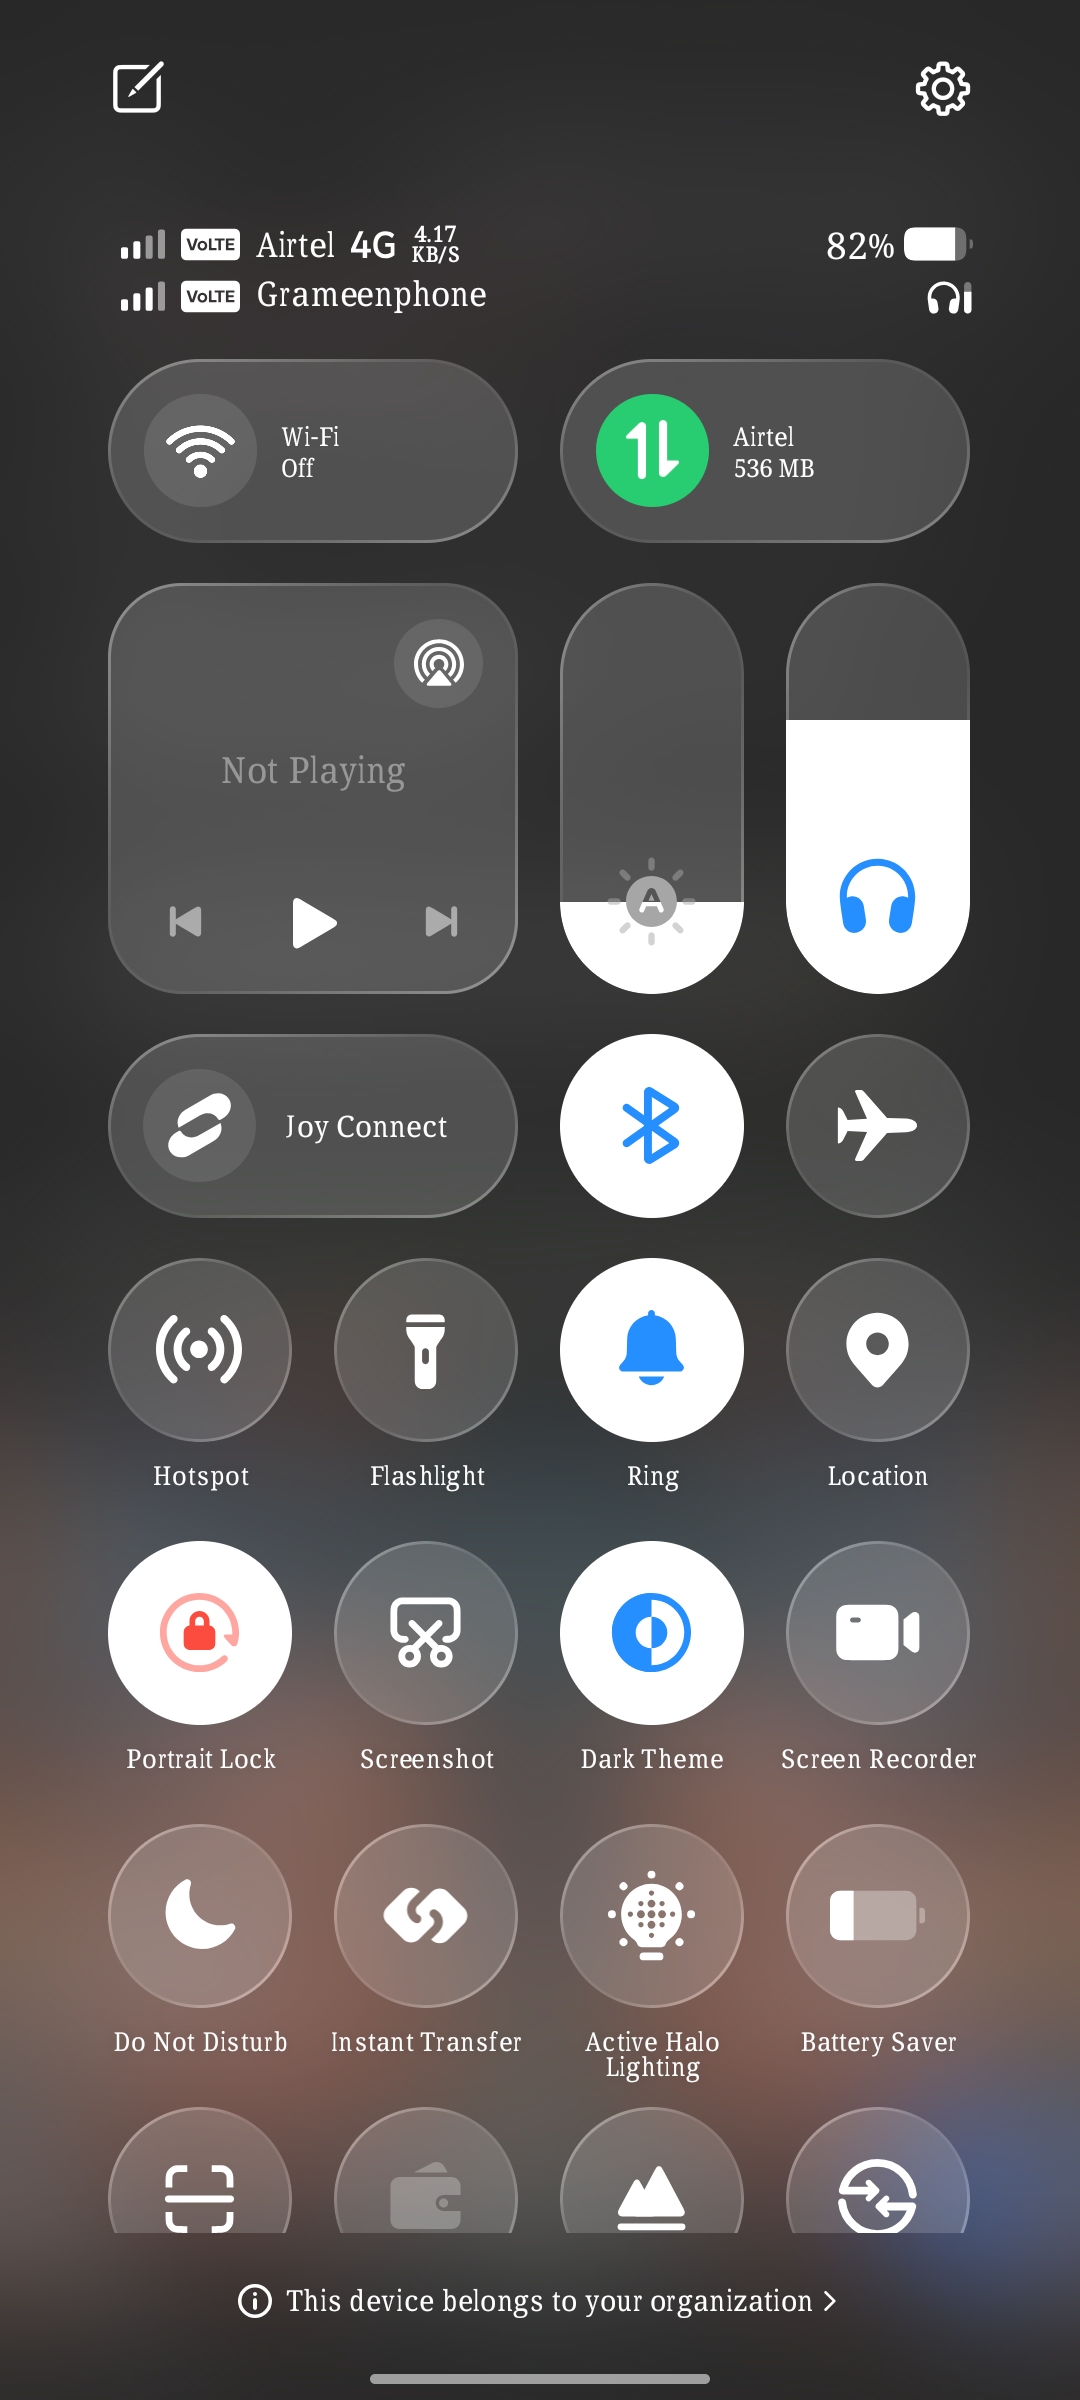 VoLTE Airtel 4G 4.17 KB/S 82%
VoLTE Grameenphone
Wi-Fi
Off
Airtel
536 MB
Not Playing
A
Joy Connect
Hotspot Flashlight Ring Location
Portrait Lock Screenshot Dark Theme Screen Recorder
Do Not Disturb Instant Transfer Active Halo Lighting Battery Saver
This device belongs to your organization